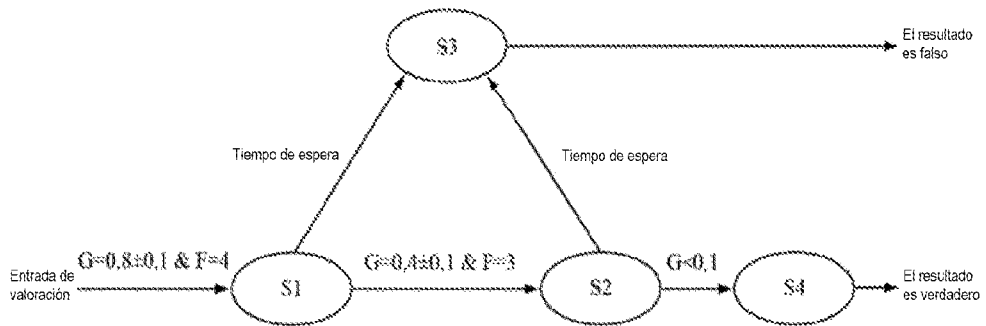 S3
El resultado
es falso
Tiempo de espera
Tiempo de espera
Entrada de
valoración
G=0,8±0,1 & F=4
S1
G=0,4±0,1 & F=3
S2
G<0,1
S4
El resultado
es verdadero